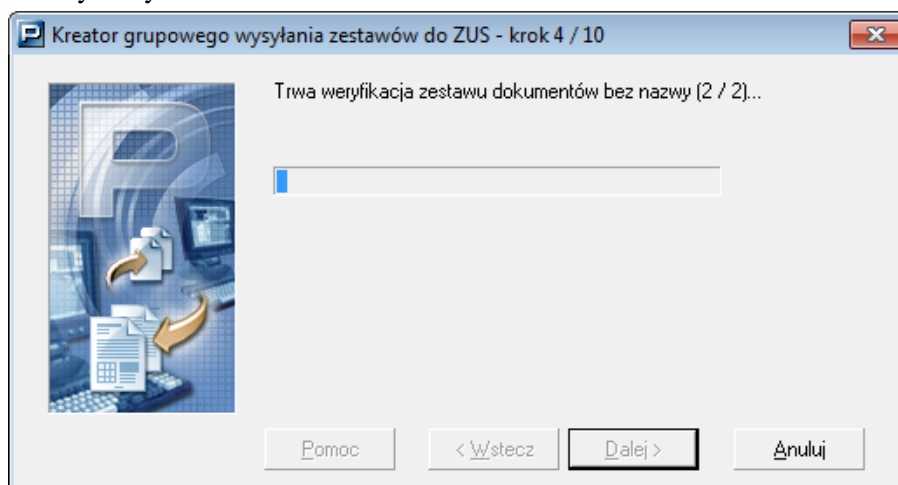 Kreator grupowego wysyłania zestawów do ZUS - krok 4 / 10
Trwa weryfikacja zestawu dokumentów bez nazwy (2 / 2)...
Pomoc
< Wstecz
Dalej >
Anuluj